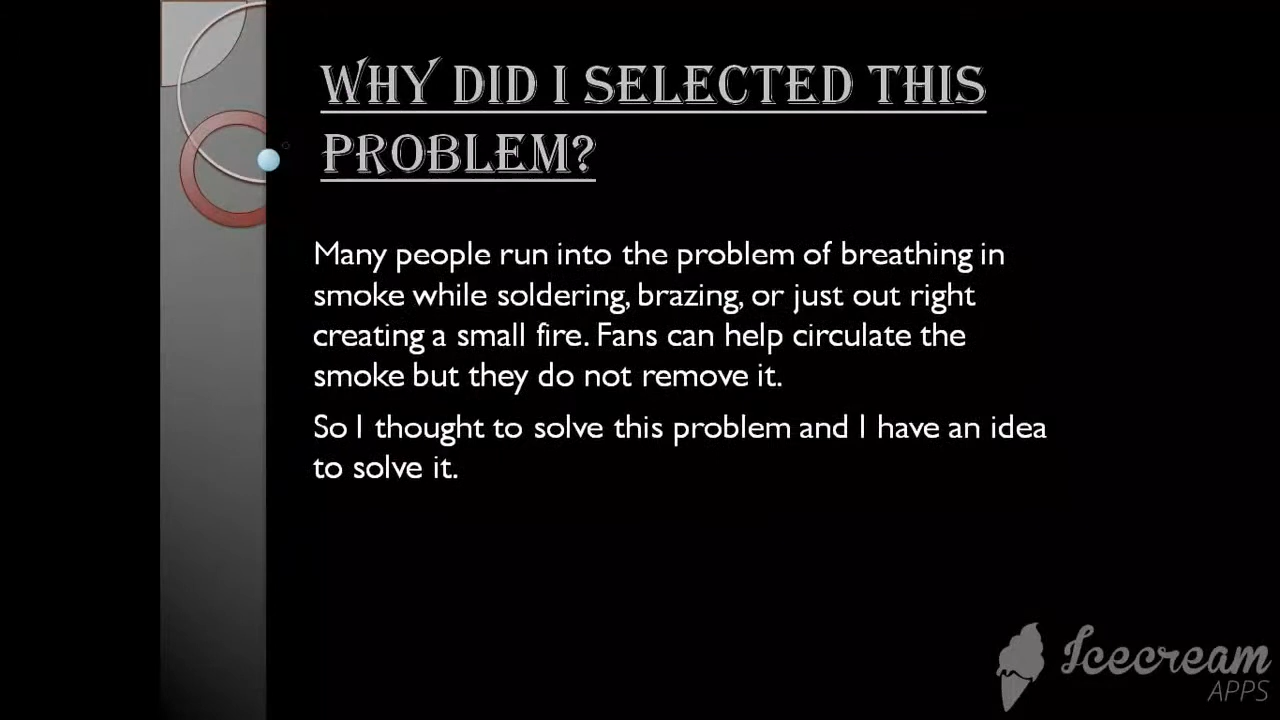 WHY DID I SELECTED THIS
PROBLEM?
Many people run into the problem of breathing in
smoke while soldering, brazing, or just out right
creating a small fire. Fans can help circulate the
smoke but they do not remove it.
So I thought to solve this problem and I have an idea
to solve it.
Icecream
APPS